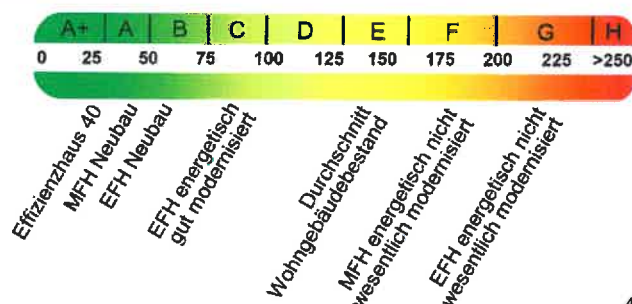 A+ A B C D E F G H
0 25 50 75 100 125 150 175 200 225 >250
Effizienzhaus 40
MFH Neubau
EFH Neubau
EFH energetisch
gut modernisiert
Durchschnitt
Wohngebäudebestand
MFH energetisch nicht
wesentlich modernisiert
EFH energetisch nicht
wesentlich modernisiert